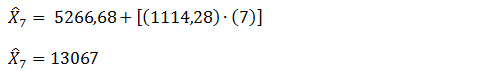 X̂₇ = 5266,68+ [(1114,28)·(7)]
X̂₇ = 13067